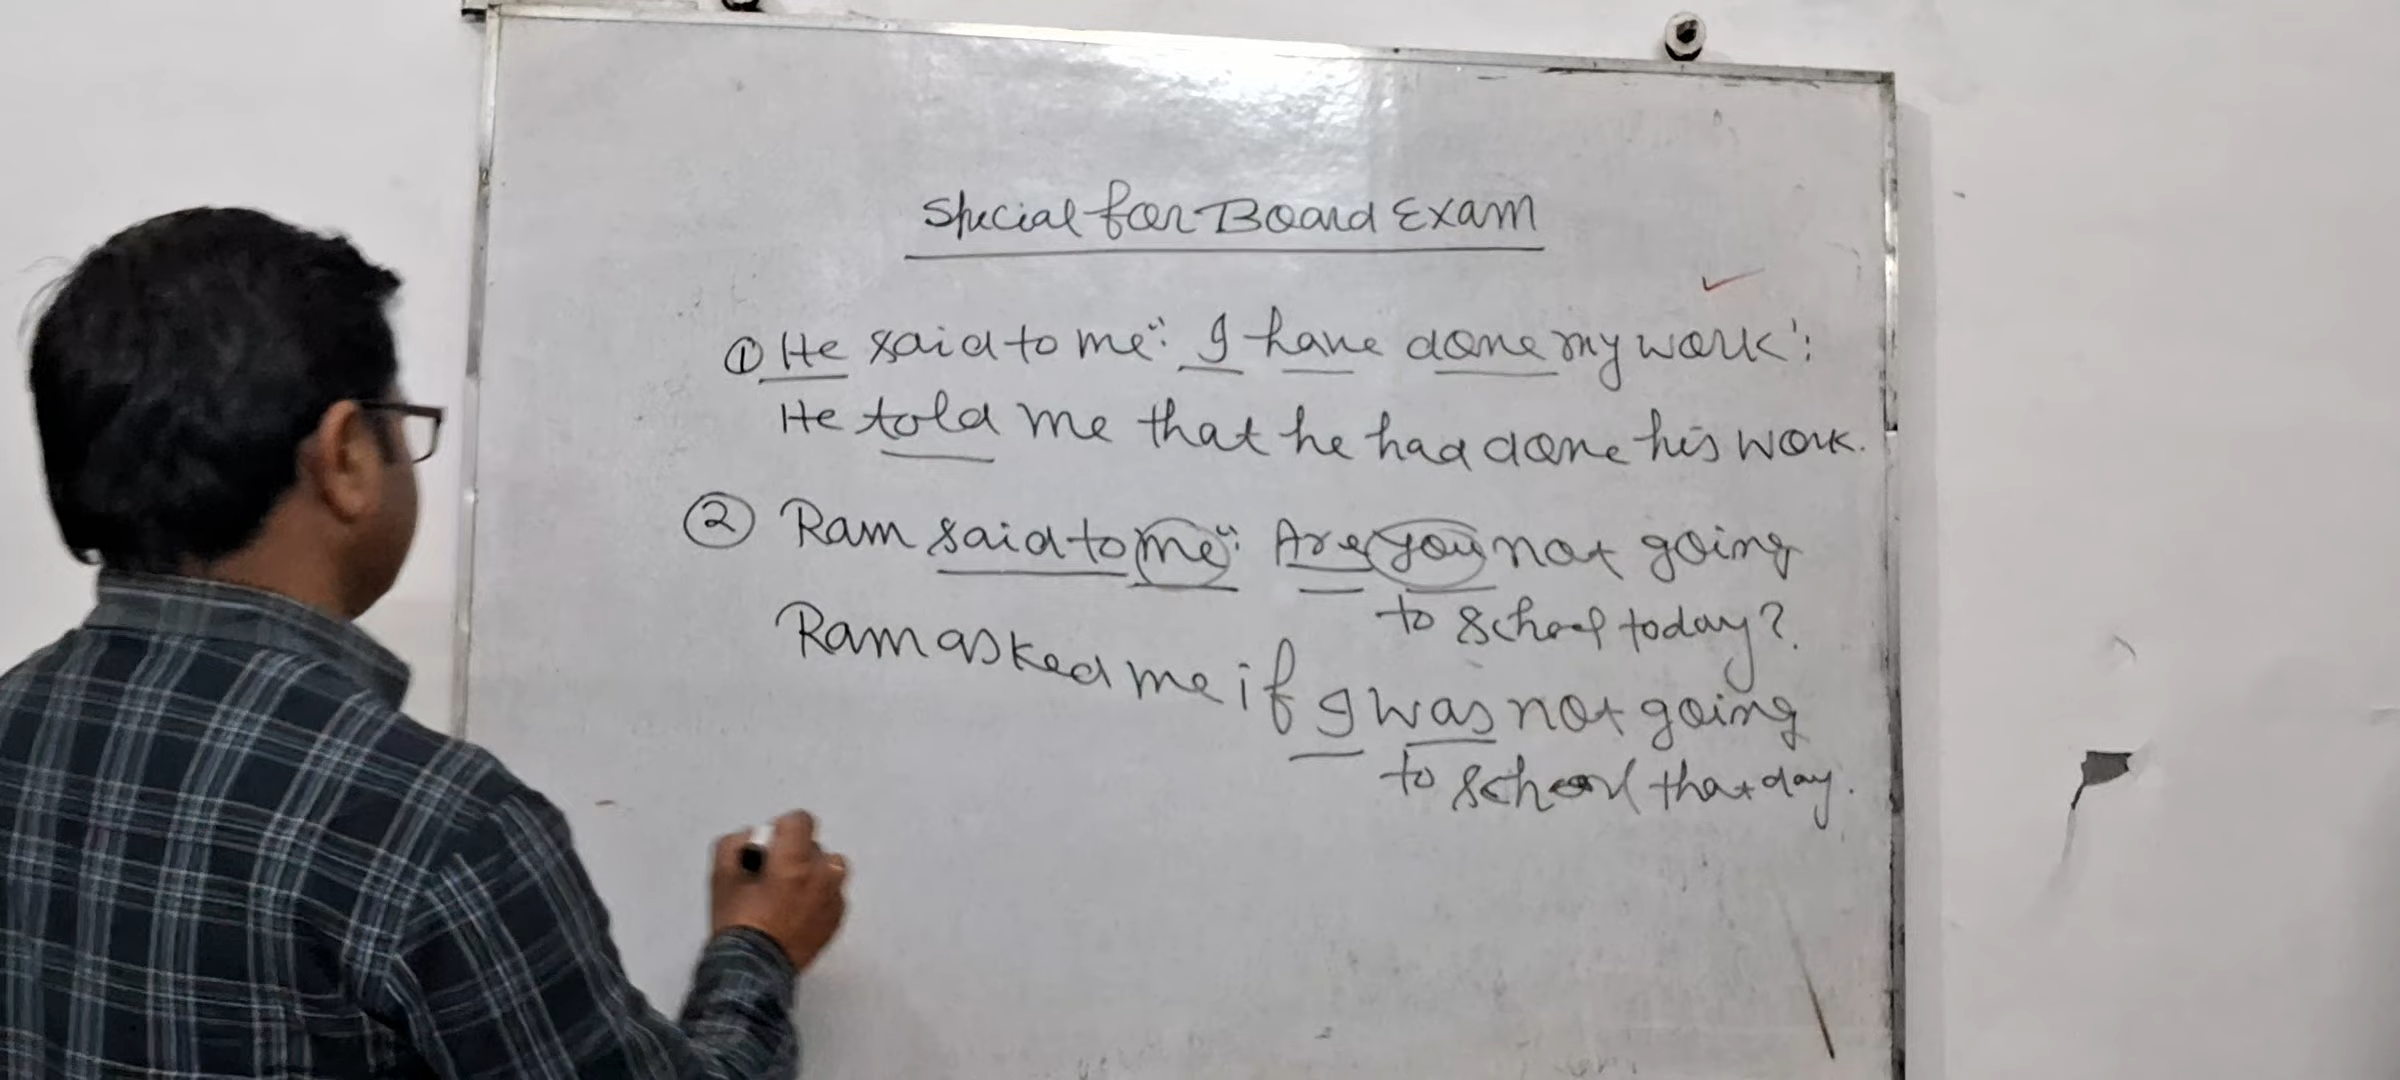 Special for Board Exam
① He said to me": I have done my work":
He told me that he had done his work.
② Ram said to me": Are you not going
to school today?
Ram asked me if I was not going
to school that day.